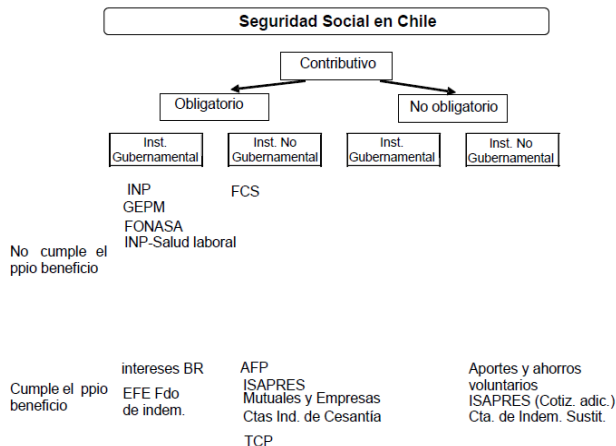 Seguridad Social en Chile
Contributivo
Obligatorio
No obligatorio
Inst.
Gubernamental
Inst. No
Gubernamental
Inst.
Gubernamental
Inst. No
Gubernamental
No cumple el
ppio beneficio
INP
GEPM
FONASA
INP-Salud laboral
FCS
Cumple el ppio
beneficio
intereses BR
EFE Fdo
de indem.
AFP
ISAPRES
Mutuales y Empresas
Ctas Ind. de Cesantía
TCP
Aportes y ahorros
voluntarios
ISAPRES (Cotiz. adic.)
Cta. de Indem. Sustit.